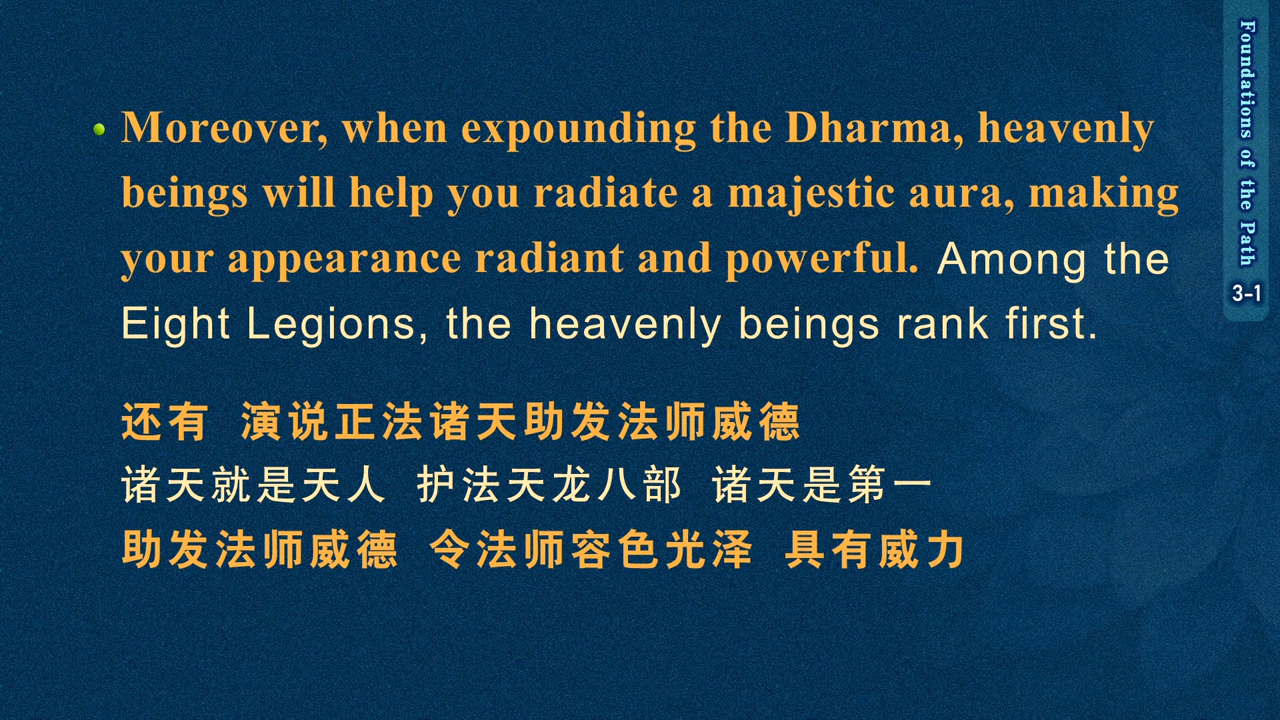 Moreover, when expounding the Dharma, heavenly
beings will help you radiate a majestic aura, making
your appearance radiant and powerful. Among the
Eight Legions, the heavenly beings rank first.
还有 演说正法诸天助发法师威德
诸天就是天人 护法天龙八部 诸天是第一
助发法师威德 令法师容色光泽 具有威力
Foundations of the Path
3-1